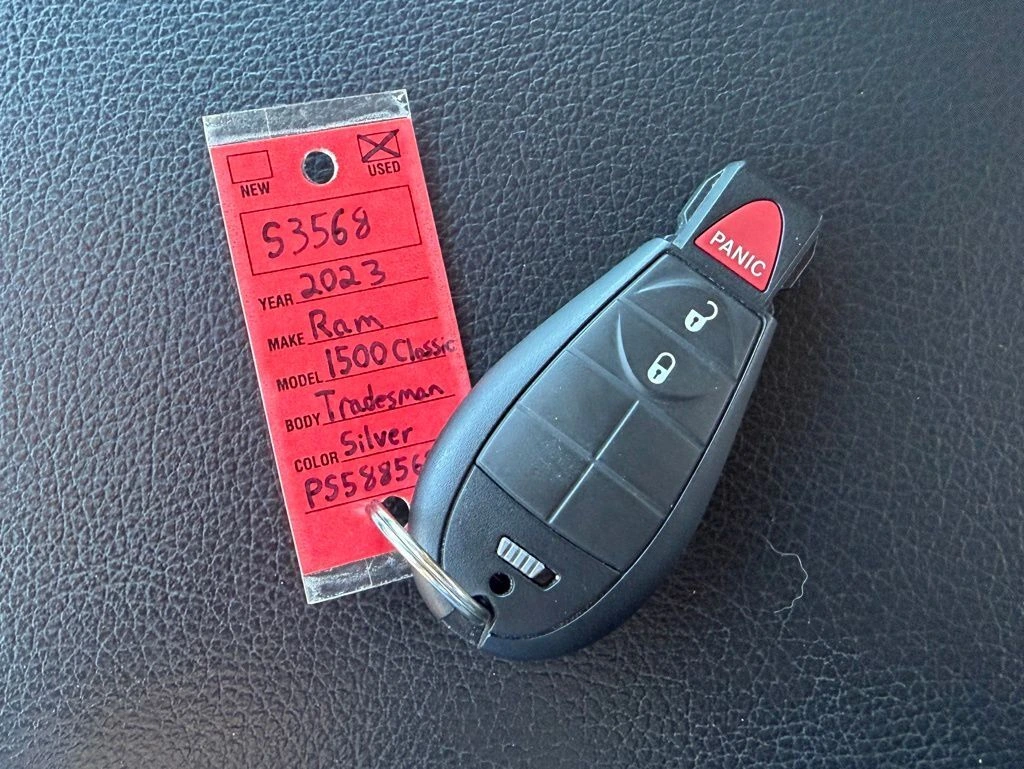 NEW USED
S3568
YEAR 2023
MAKE Ram
MODEL 1500 Classic
BODY Tradesman
COLOR Silver
PS58856
PANIC